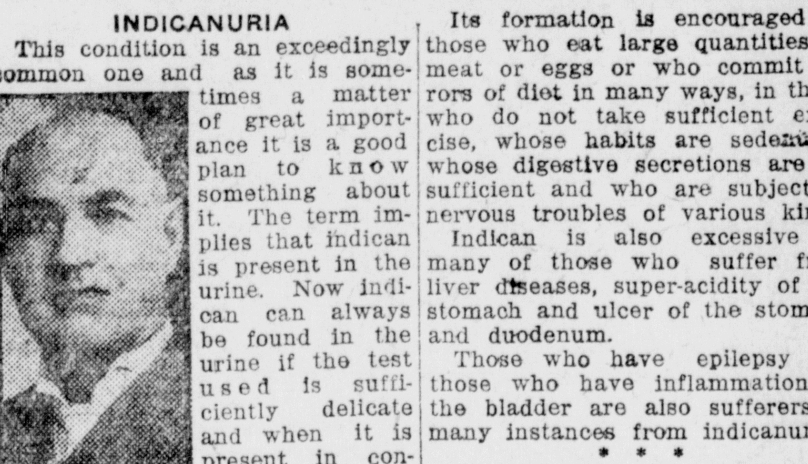 INDICANURIA
This condition is an exceedingly
common one and as it is some-
times a matter
of great import-
ance it is a good
plan to know
something about
it. The term im-
plies that indican
is present in the
urine. Now indi-
can can always
be found in the
urine if the test
used is suffi-
ciently delicate
and when it is
present in con-
Its formation is encouraged
those who eat large quantities
meat or eggs or who commit
rors of diet in many ways, in th
who do not take sufficient e
cise, whose habits are sedent
whose digestive secretions are
sufficient and who are subject
nervous troubles of various ki
Indican is also excessive
many of those who suffer f
liver diseases, super-acidity of
stomach and ulcer of the stom
and duodenum.
Those who have epilepsy
those who have inflammation
the bladder are also sufferers
many instances from indicanu
* * *